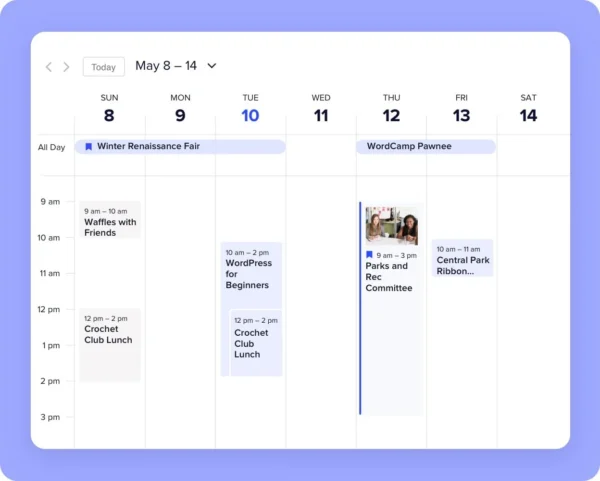 Today
May 8 – 14
SUN MON TUE WED THU FRI SAT
8 9 10 11 12 13 14
All Day
Winter Renaissance Fair
WordCamp Pawnee
9 am
10 am
11 am
12 pm
1 pm
2 pm
3 pm
9 am – 10 am
Waffles with
Friends
12 pm – 2 pm
Crochet
Club Lunch
10 am – 2 pm
WordPress
for
Beginners
12 pm – 2 pm
Crochet
Club
Lunch
9 am – 3 pm
Parks and
Rec
Committee
10 am – 11 am
Central Park
Ribbon...